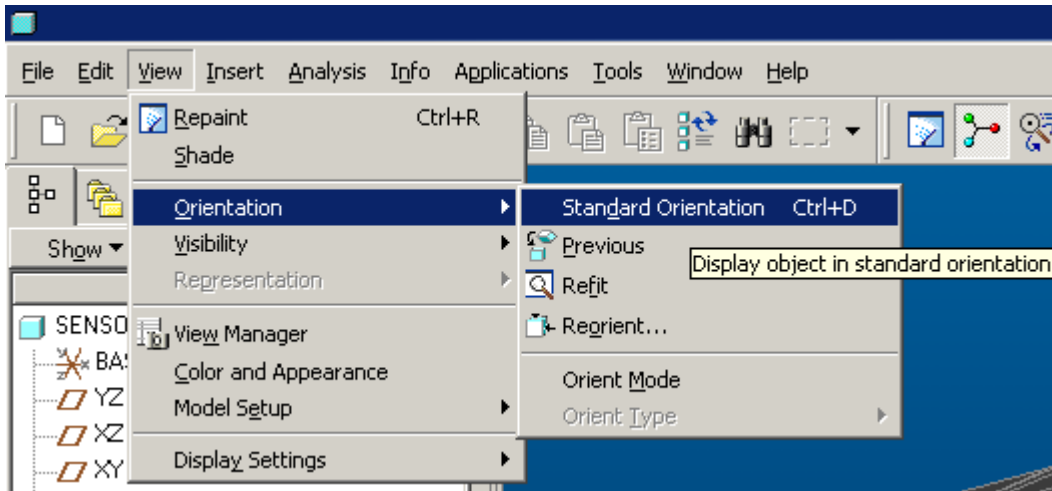 File Edit View Insert Analysis Info Applications Tools Window Help
Repaint Ctrl+R
Shade
Orientation
Visibility
Representation
View Manager
Color and Appearance
Model Setup
Display Settings
Standard Orientation Ctrl+D
Previous
Refit
Reorient...
Orient Mode
Orient Type
Display object in standard orientation
Show
SENSO
BA
YZ
XZ
XY